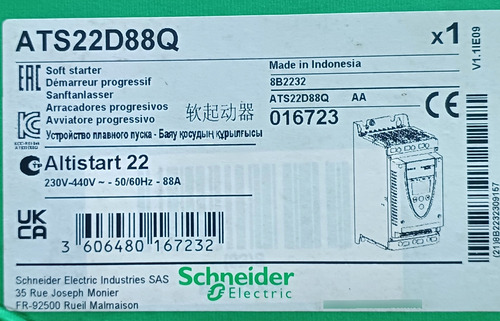 ATS22D88Q
x1
V1.1IE09
EAC
Soft starter
Démarreur progressif
Sanftanlasser
Arracadores progresivos
Avviatore progressivo
软起动器
Устройство плавного пуска - Баяу қосудың құрылғысы
Made in Indonesia
8B2232
ATS22D88Q AA
016723
CE
Altistart 22
230V-440V ~ - 50/60Hz - 88A
UK
CA
3 606480 167232
(21)8B2232309157
Schneider Electric Industries SAS
35 Rue Joseph Monier
FR-92500 Rueil Malmaison
Schneider
Electric